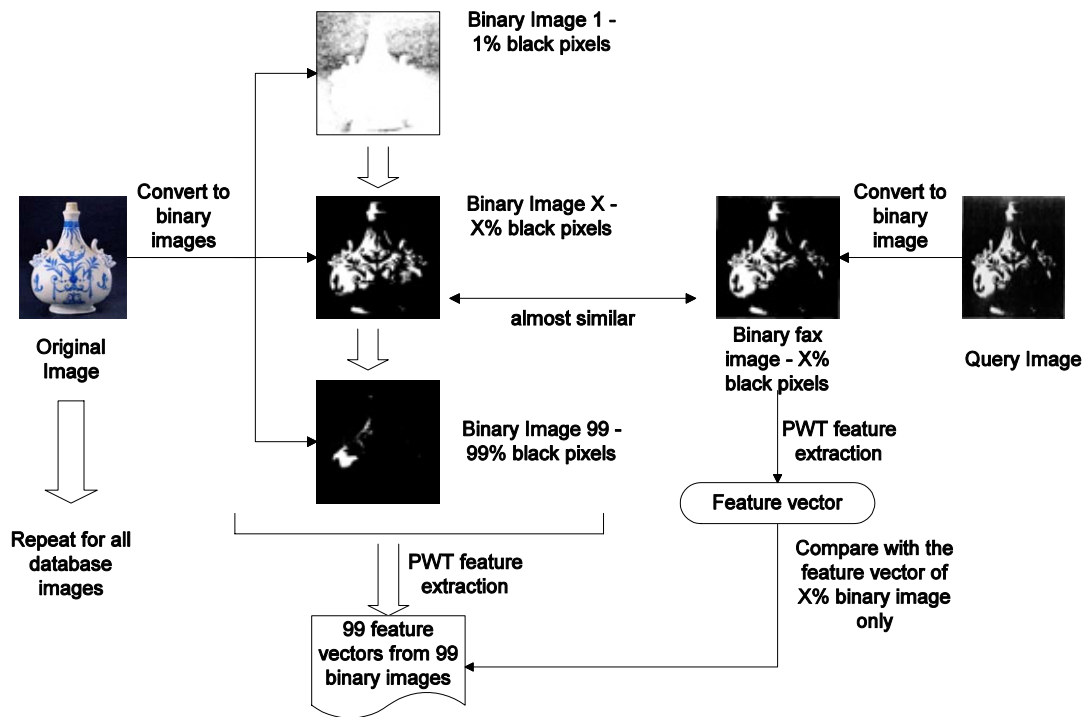 Binary Image 1 -
1% black pixels
Convert to
binary
images
Binary Image X -
X% black pixels
Convert to
binary
image
almost similar
Original
Image
Binary fax
image - X%
black pixels
Query Image
Binary Image 99 -
99% black pixels
PWT feature
extraction
Feature vector
Repeat for all
database
images
PWT feature
extraction
Compare with the
feature vector of
X% binary image
only
99 feature
vectors from 99
binary images